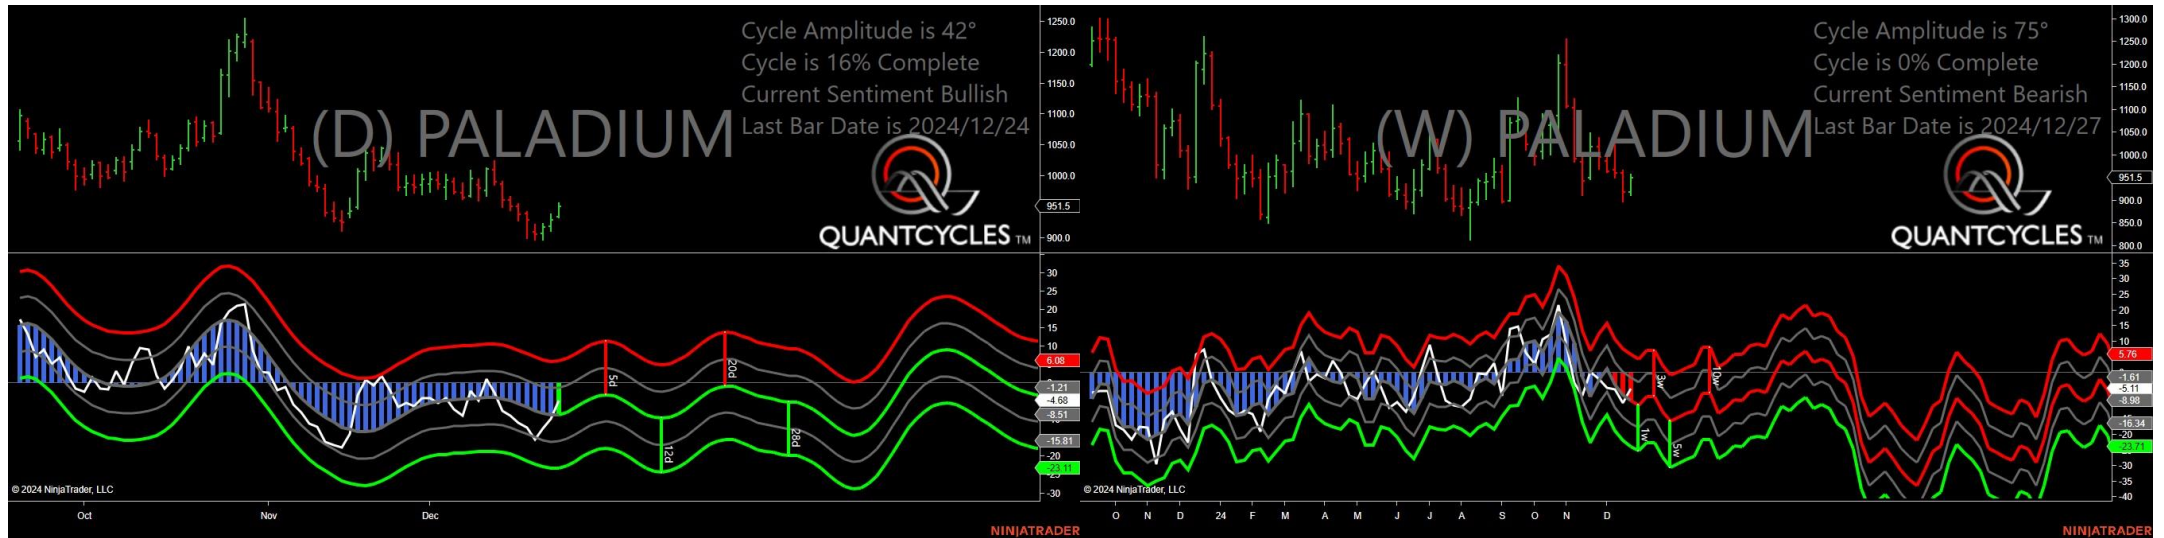 Cycle Amplitude is 42°
Cycle is 16% Complete
Current Sentiment Bullish
Last Bar Date is 2024/12/24
(D) PALADIUM
QUANTCYCLES TM
1250.0
1200.0
1150.0
1100.0
1050.0
1000.0
951.5
900.0
30
25
20
15
10
6.08
-1.21
-4.68
-8.51
-15.81
-20
-23.11
-30
5d
12d
20d
28d
© 2024 NinjaTrader, LLC
Oct
Nov
Dec
NINJATRADER
Cycle Amplitude is 75°
Cycle is 0% Complete
Current Sentiment Bearish
Last Bar Date is 2024/12/27
(W) PALADIUM
QUANTCYCLES TM
1300.0
1250.0
1200.0
1150.0
1100.0
1050.0
1000.0
951.5
900.0
850.0
800.0
35
30
25
20
15
10
5.76
-1.61
-5.11
-8.98
-16.34
-20
-23.71
-30
-35
-40
1w
3w
5w
10w
© 2024 NinjaTrader, LLC
O
N
D
24
F
M
A
M
J
J
A
S
O
N
D
NINJATRADER